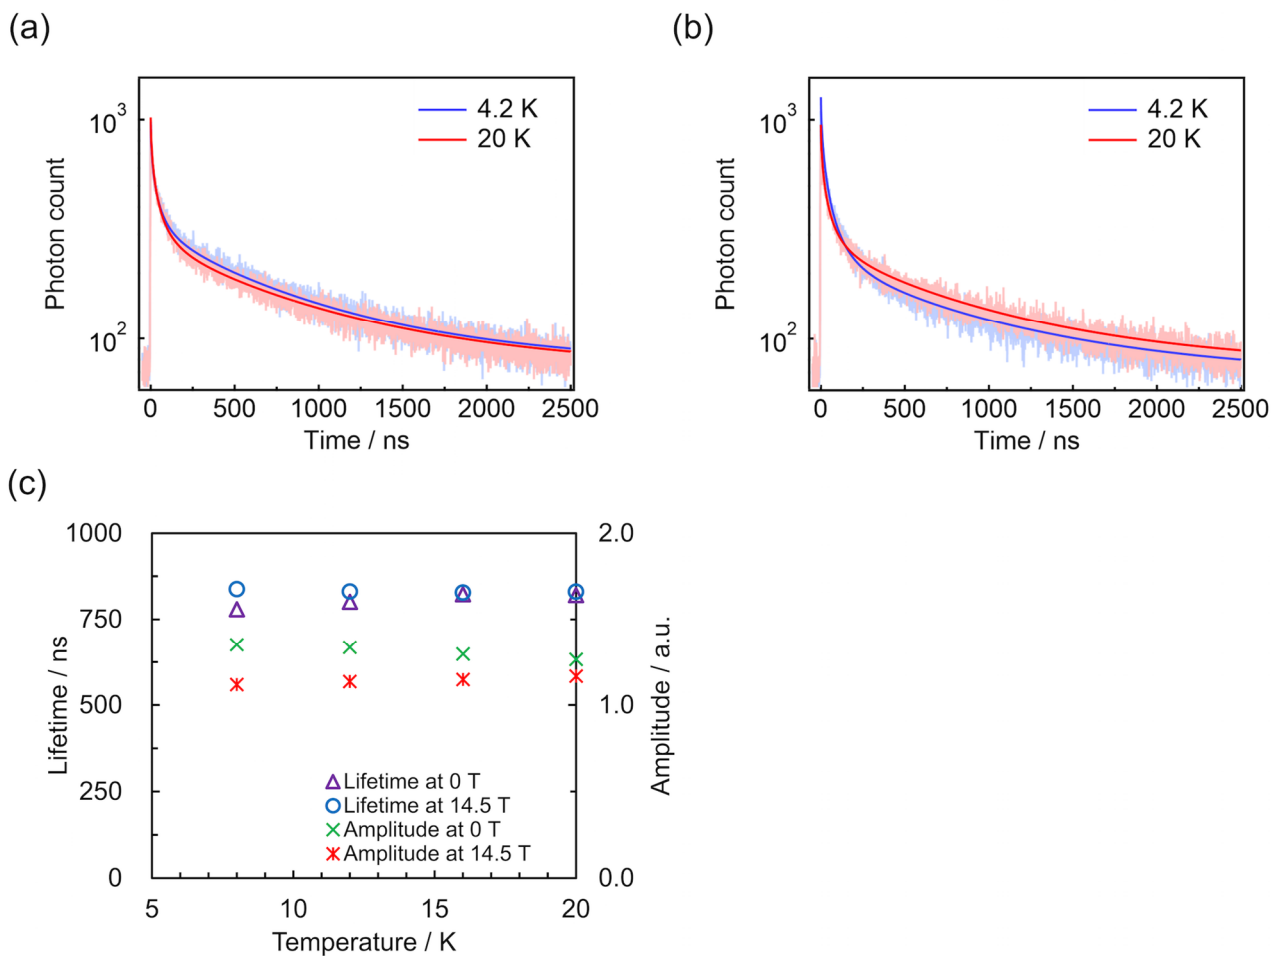 (a)
(b)
4.2 K
20 K
10³
10²
Photon count
0 500 1000 1500 2000 2500
Time / ns
4.2 K
20 K
10³
10²
Photon count
0 500 1000 1500 2000 2500
Time / ns
(c)
1000
750
500
250
0
Lifetime / ns
2.0
1.0
0.0
Amplitude / a.u.
Lifetime at 0 T
Lifetime at 14.5 T
Amplitude at 0 T
Amplitude at 14.5 T
5 10 15 20
Temperature / K